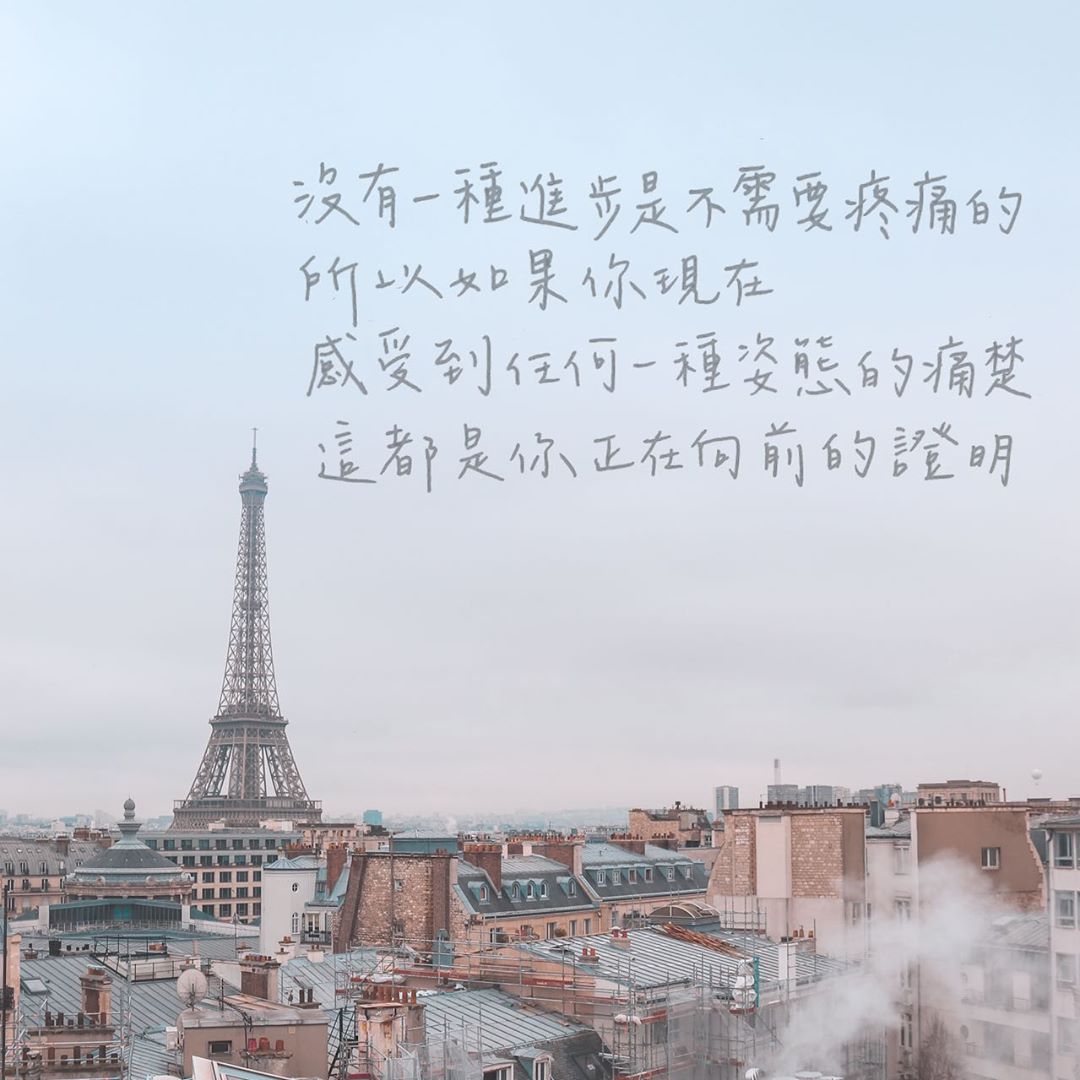 沒有一種進步是不需要疼痛的
所以如果你現在
感受到任何一種姿態的痛楚
這都是你正在向前的證明